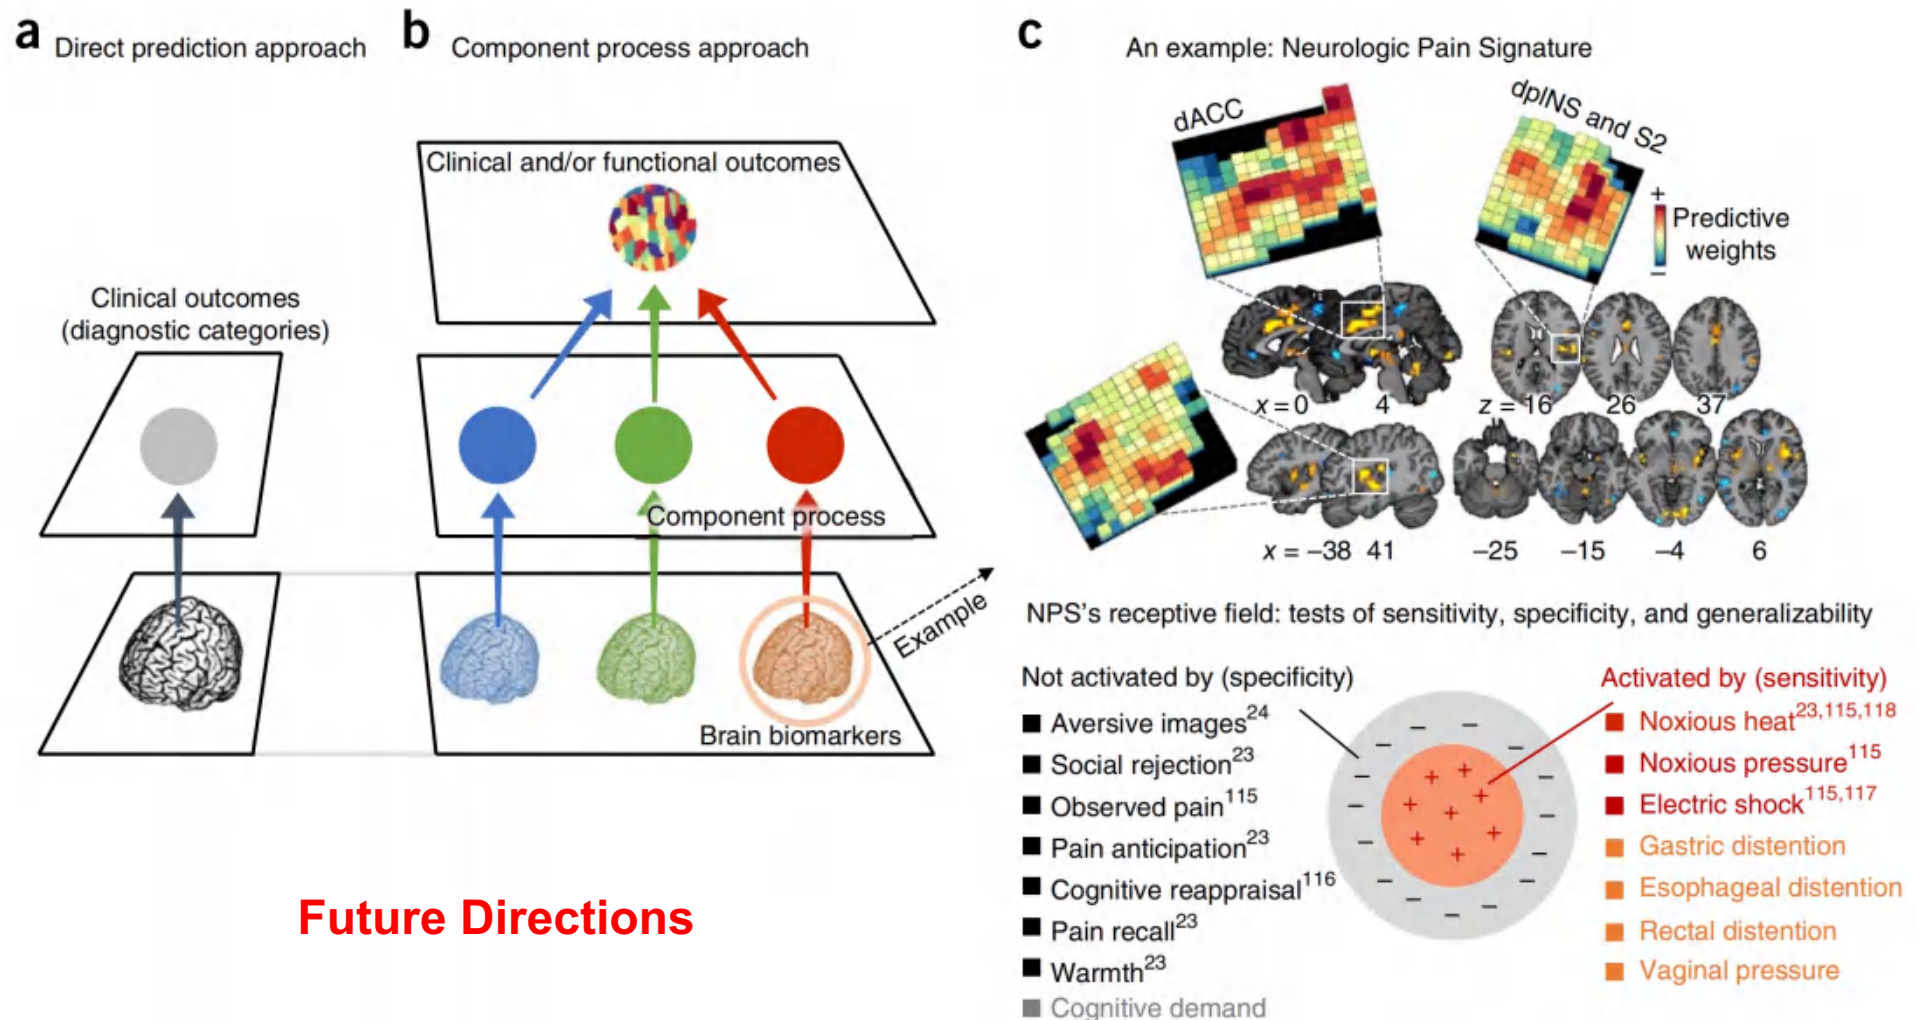 a Direct prediction approach
Clinical outcomes
(diagnostic categories)
b Component process approach
Clinical and/or functional outcomes
Component process
Brain biomarkers
Example
Future Directions
c An example: Neurologic Pain Signature
dACC
dpINS and S2
+
Predictive
weights
−
x = 0 4
z = 16 26 37
x = −38 41
−25 −15 −4 6
NPS's receptive field: tests of sensitivity, specificity, and generalizability
Not activated by (specificity)
Aversive images24
Social rejection23
Observed pain115
Pain anticipation23
Cognitive reappraisal116
Pain recall23
Warmth23
Cognitive demand
Activated by (sensitivity)
Noxious heat23,115,118
Noxious pressure115
Electric shock115,117
Gastric distention
Esophageal distention
Rectal distention
Vaginal pressure